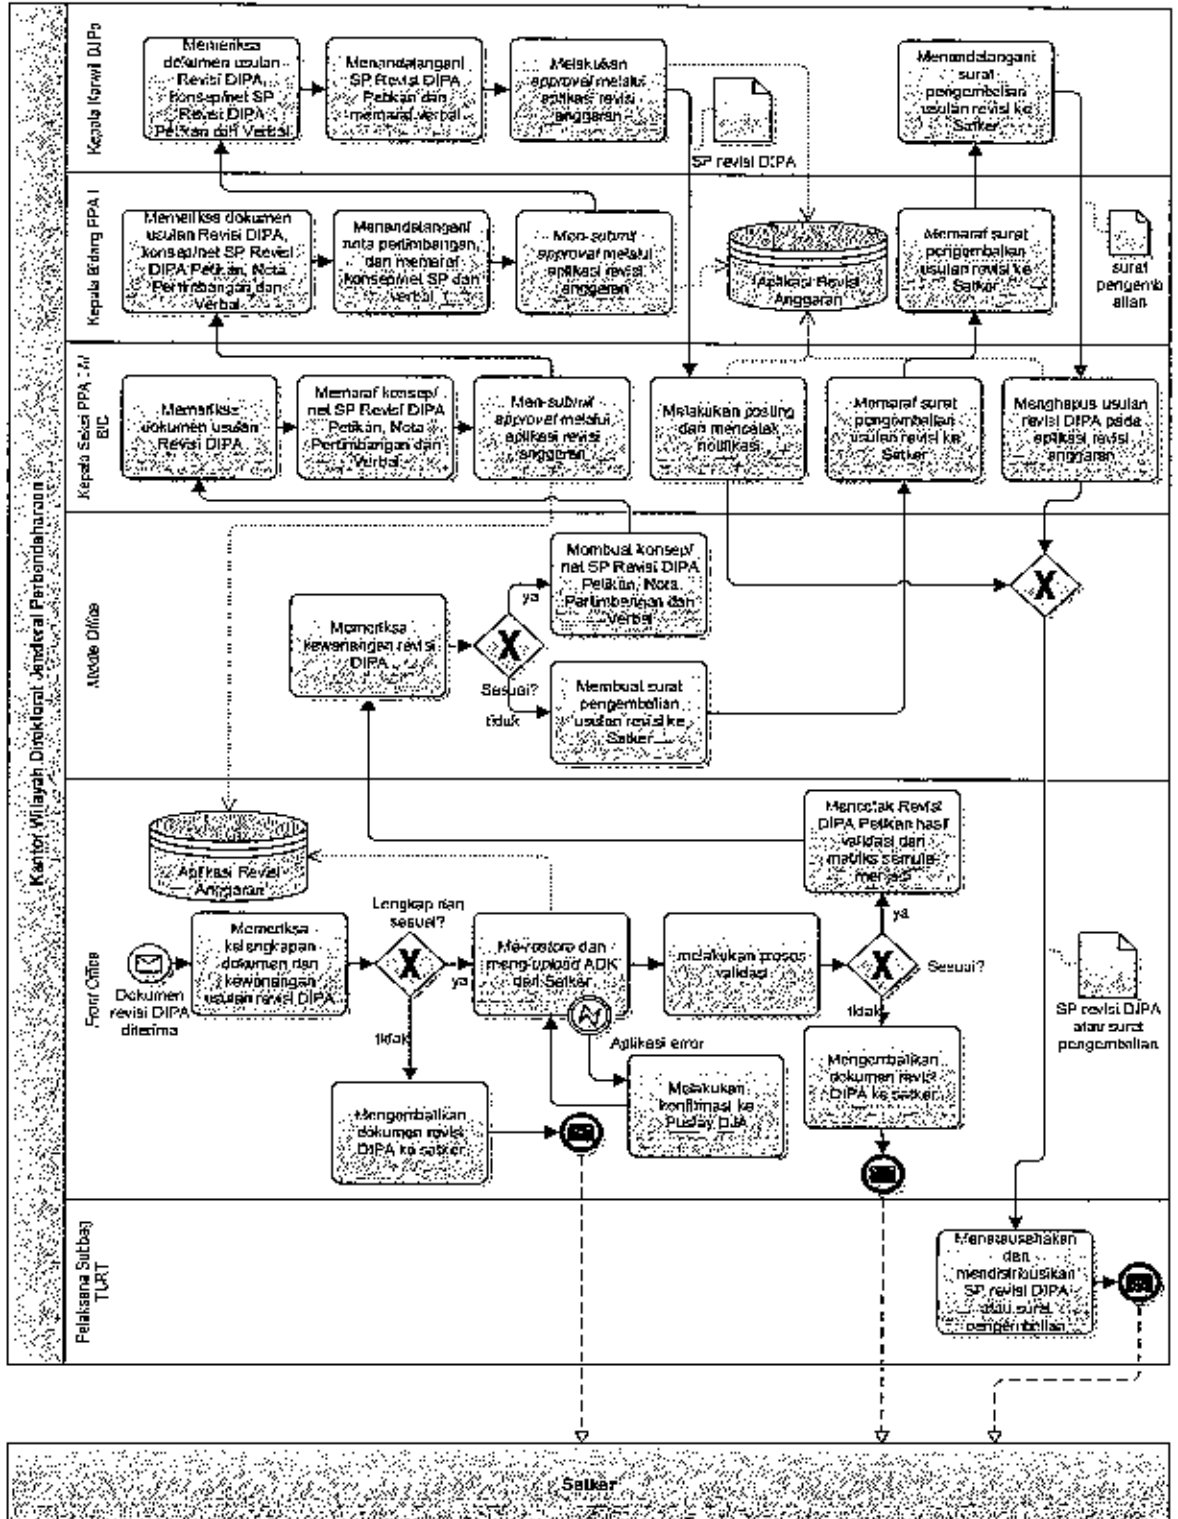 Kantor Wilayah Direktorat Jenderal Perbendaharaan
Kepala Kanwil DJPb
Memeriksa
dokumen usulan
Revisi DIPA,
Konsep/net SP
Revisi DIPA
Petikan dan Verbal
Menandatangani
SP Revisi DIPA
Petikan dan
memaraf verbal
Melakukan
approval melalui
aplikasi revisi
anggaran
SP revisi DIPA
Menandatangani
surat
pengembalian
usulan revisi ke
Satker
Kepala Bidang PPA I
Memeriksa dokumen
usulan Revisi DIPA,
konsep/net SP Revisi
DIPA Petikan, Nota
Pertimbangan dan
Verbal
Menandatangani
nota pertimbangan,
dan memaraf
konsep/net SP dan
verbal
Men-submit
approval melalui
aplikasi revisi
anggaran
Aplikasi Revisi
Anggaran
Memaraf surat
pengembalian
usulan revisi ke
Satker
surat
pengemb
alian
Kepala Seksi PPA
Memeriksa
dokumen usulan
Revisi DIPA
Memaraf konsep/
net SP Revisi DIPA
Petikan, Nota
Pertimbangan dan
Verbal
Men-submit
approval melalui
aplikasi revisi
anggaran
Melakukan posting
dan mencetak
notifikasi
Memaraf surat
pengembalian
usulan revisi ke
Satker
Menghapus usulan
revisi DIPA pada
aplikasi revisi
anggaran
Middle Office
Memeriksa
kewenangan revisi
DIPA
X
Sesuai?
ya
tidak
Membuat konsep/
net SP Revisi DIPA
Petikan, Nota
Pertimbangan dan
Verbal
Membuat surat
pengembalian
usulan revisi ke
Satker
X
Front Office
Aplikasi Revisi
Anggaran
Dokumen
revisi DIPA
diterima
Memeriksa
kelengkapan
dokumen dan
kewenangan
usulan revisi DIPA
Lengkap dan
sesuai?
X
ya
tidak
Me-restore dan
meng-upload ADK
dari Satker
Aplikasi error
Melakukan
konfirmasi ke
Puslay DJA
Mengembalikan
dokumen revisi
DIPA ke satker
melakukan proses
validasi
X
Sesuai?
ya
tidak
Mencetak Revisi
DIPA Petikan hasil
validasi dan
matriks semula
menjadi
Mengembalikan
dokumen revisi
DIPA ke satker
SP revisi DIPA
atau surat
pengembalian
Pelaksana Subbag
TURT
Menatausahakan
dan
mendistribusikan
SP revisi DIPA
atau surat
pengembalian
Satker